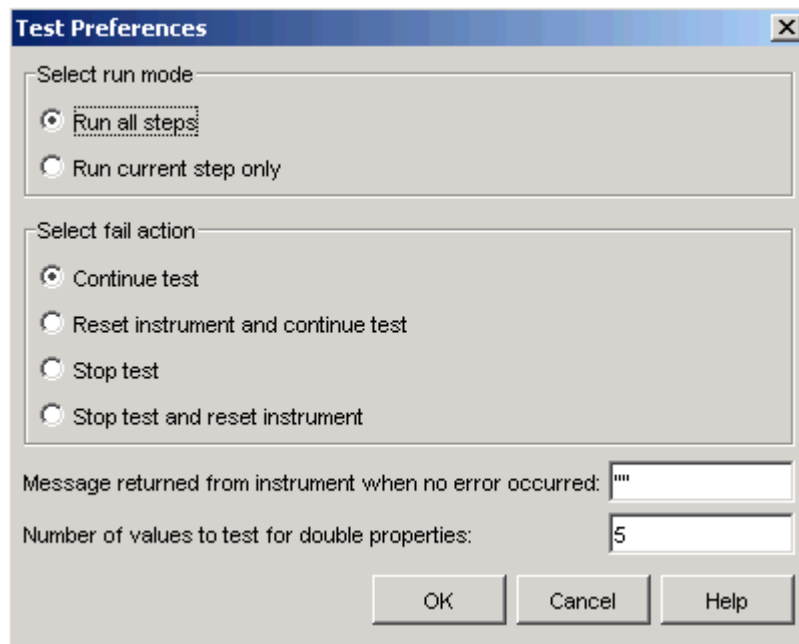 Test Preferences
Select run mode
Run all steps
Run current step only
Select fail action
Continue test
Reset instrument and continue test
Stop test
Stop test and reset instrument
Message returned from instrument when no error occurred: ""
Number of values to test for double properties: 5
OK Cancel Help